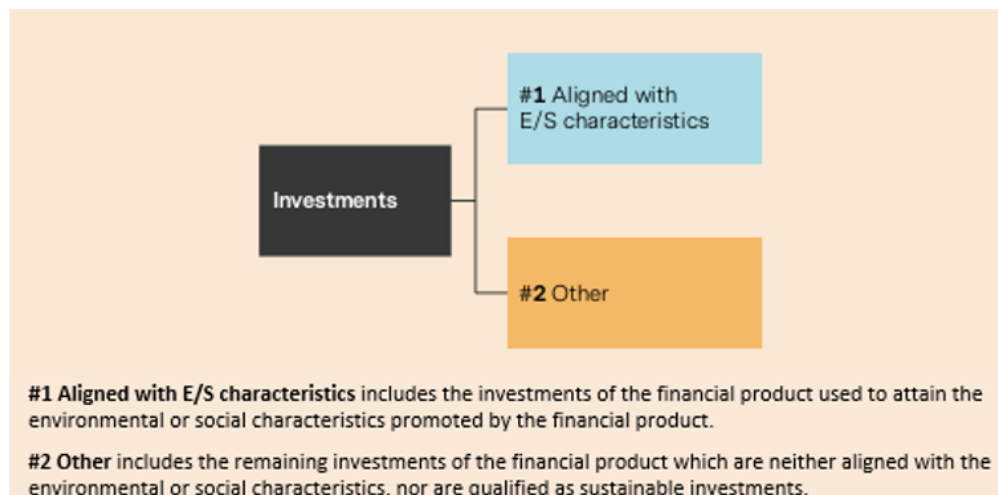 #1 Aligned with
E/S characteristics
Investments
#2 Other
#1 Aligned with E/S characteristics includes the investments of the financial product used to attain the
environmental or social characteristics promoted by the financial product.
#2 Other includes the remaining investments of the financial product which are neither aligned with the
environmental or social characteristics, nor are qualified as sustainable investments.